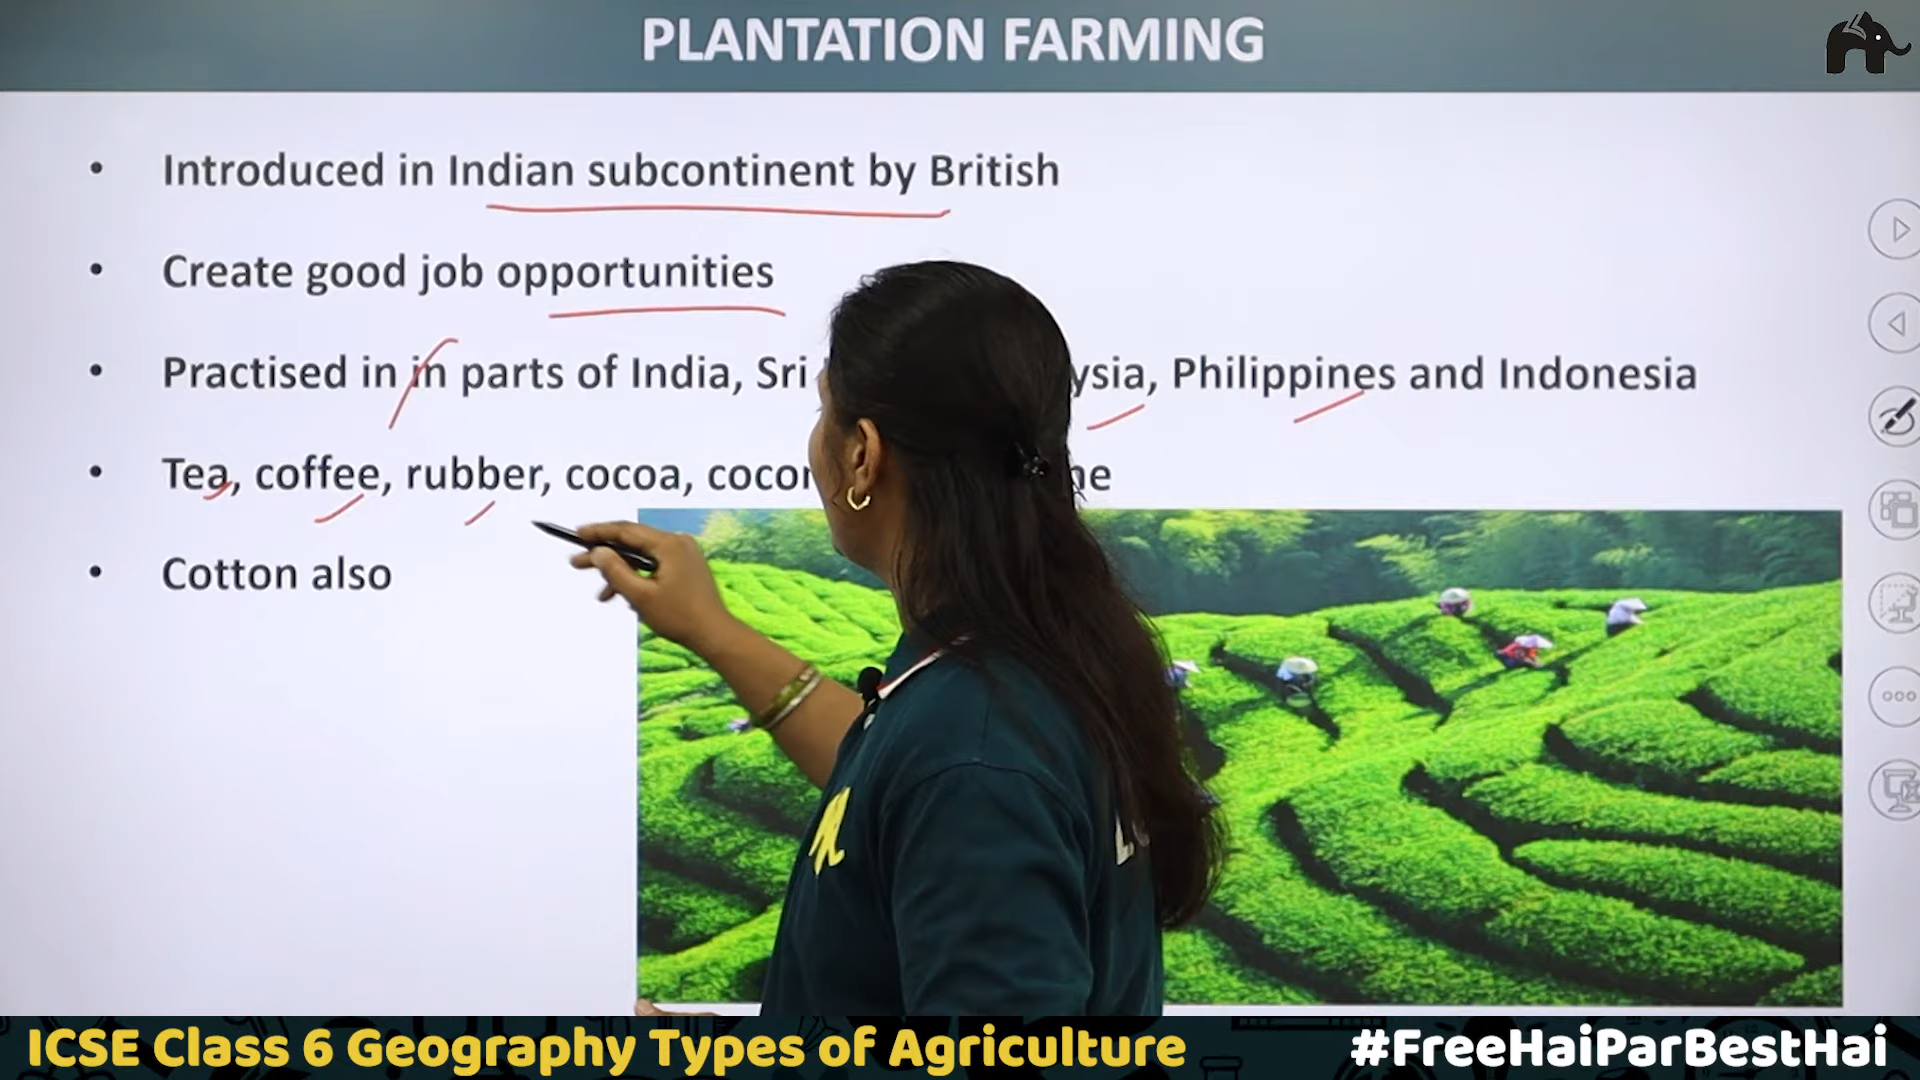 PLANTATION FARMING
• Introduced in Indian subcontinent by British
• Create good job opportunities
• Practised in in parts of India, Sri ysia, Philippines and Indonesia
• Tea, coffee, rubber, cocoa,
• Cotton also
ICSE Class 6 Geography Types of Agriculture
#FreeHaiParBestHai